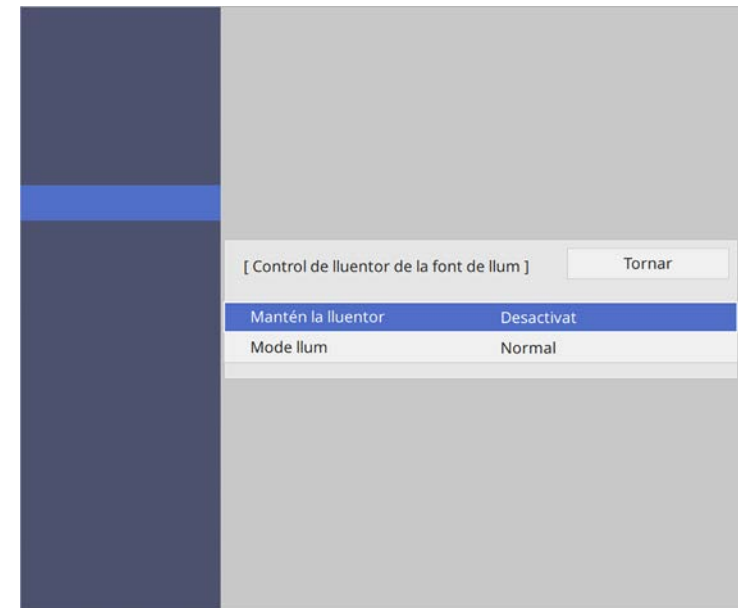 [ Control de lluentor de la font de llum ] Tornar
Mantén la lluentor Desactivat
Mode llum Normal